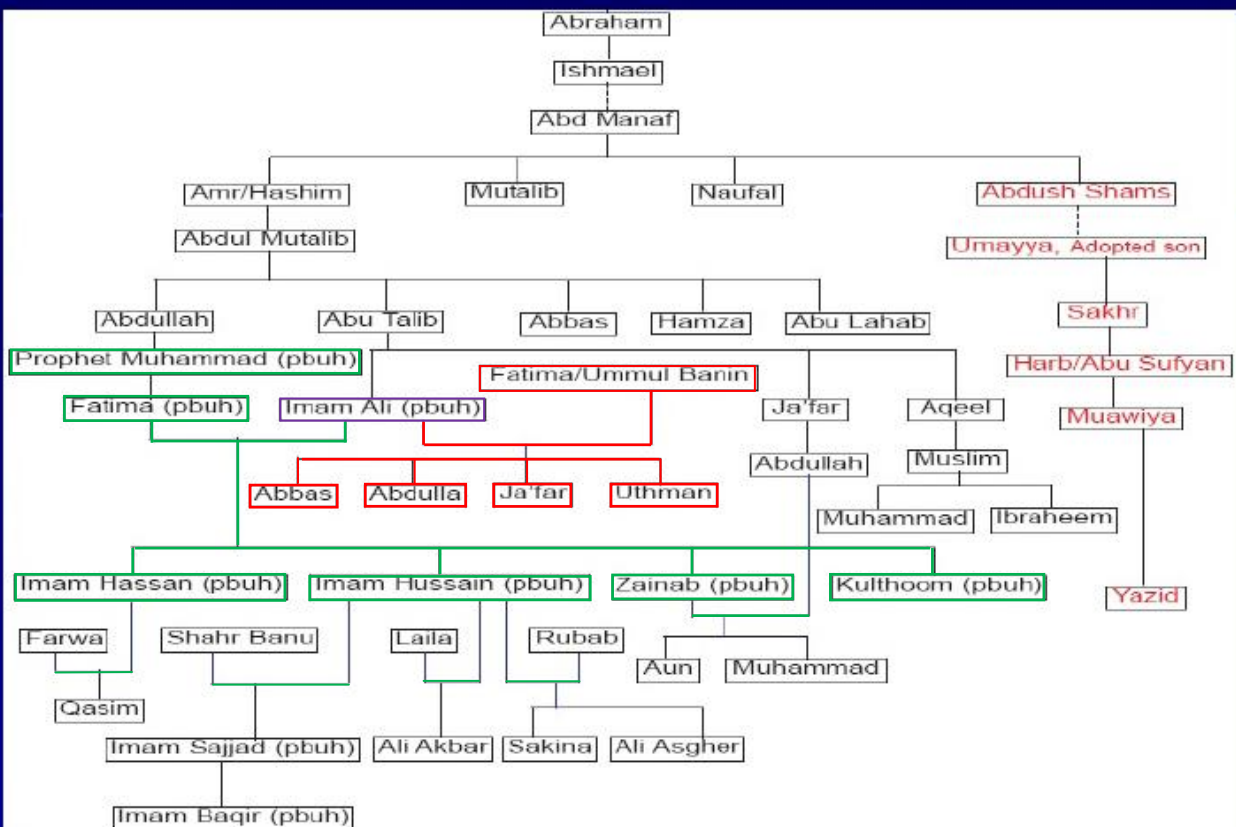 Abraham
Ishmael
Abd Manaf
Amr/Hashim
Mutalib
Naufal
Abdush Shams
Abdul Mutalib
Umayya, Adopted son
Abdullah
Abu Talib
Abbas
Hamza
Abu Lahab
Sakhr
Prophet Muhammad (pbuh)
Harb/Abu Sufyan
Fatima/Ummul Banin
Fatima (pbuh)
Imam Ali (pbuh)
Ja'far
Aqeel
Muawiya
Abdullah
Muslim
Abbas
Abdulla
Ja'far
Uthman
Muhammad
Ibraheem
Imam Hassan (pbuh)
Imam Hussain (pbuh)
Zainab (pbuh)
Kulthoom (pbuh)
Yazid
Farwa
Shahr Banu
Laila
Rubab
Aun
Muhammad
Qasim
Imam Sajjad (pbuh)
Ali Akbar
Sakina
Ali Asgher
Imam Baqir (pbuh)